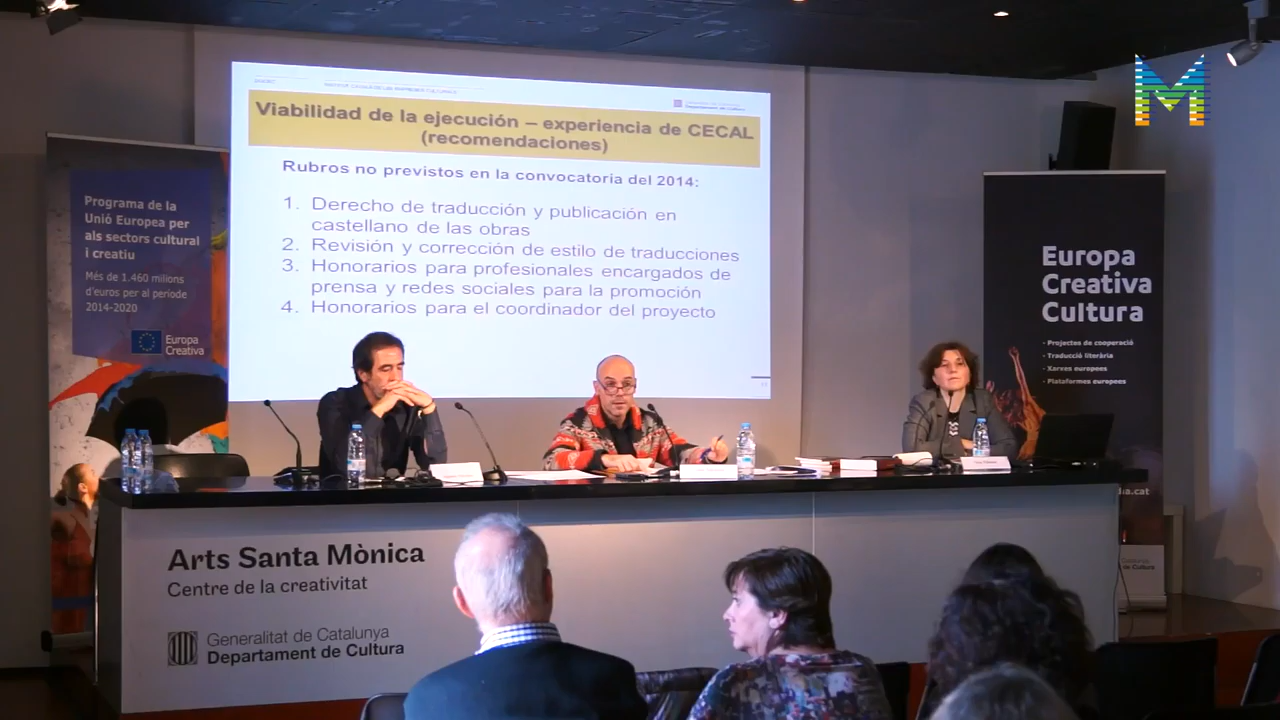 Viabilidad de la ejecución – experiencia de CECAL
(recomendaciones)
Rubros no previstos en la convocatoria del 2014:
1. Derecho de traducción y publicación en
castellano de las obras
2. Revisión y corrección de estilo de traducciones
3. Honorarios para profesionales encargados de
prensa y redes sociales para la promoción
4. Honorarios para el coordinador del proyecto
Programa de la
Unió Europea per
als sectors cultural
i creatiu
Més de 1.460 milions
d'euros per al període
2014-2020
Europa
Creativa
M
Europa
Creativa
Cultura
· Projectes de cooperació
· Traducció literària
· Xarxes europees
· Plataformes europees
dia.cat
de Cultura
Arts Santa Mònica
Centre de la creativitat
Generalitat de Catalunya
Departament de Cultura